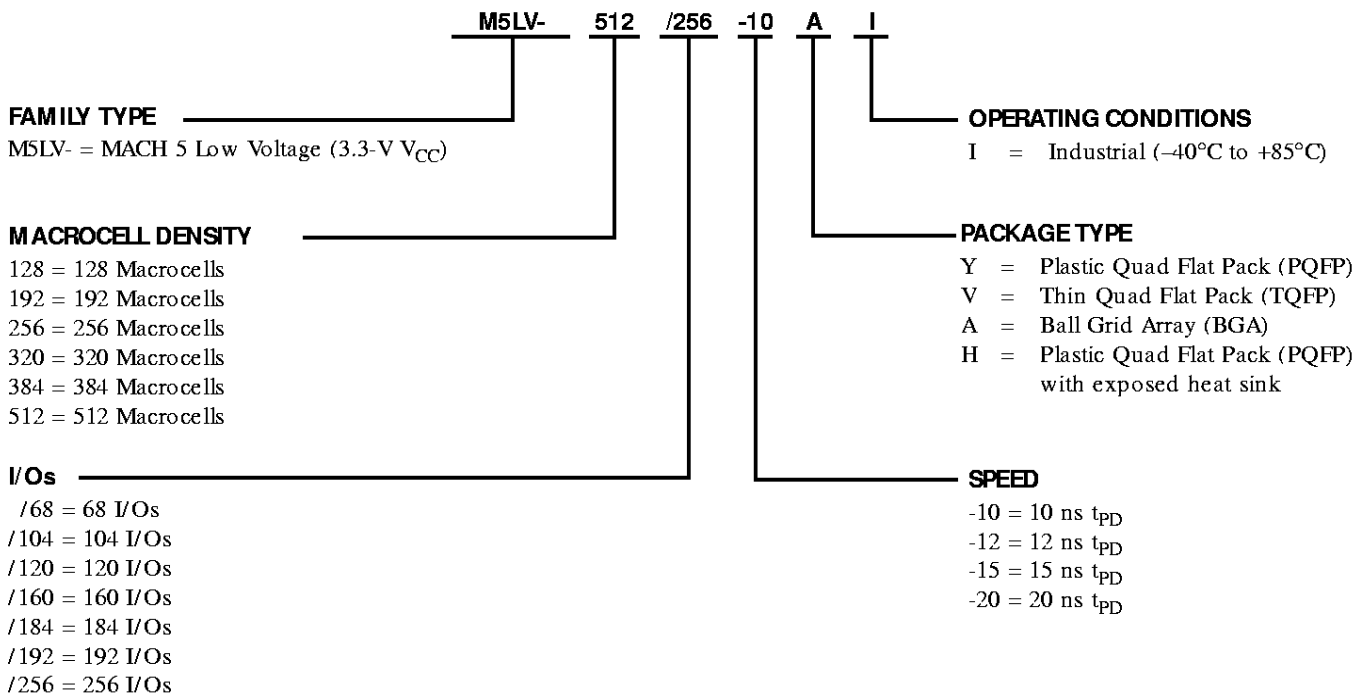 M5LV- 512 /256 -10 A I
FAMILY TYPE
M5LV- = MACH 5 Low Voltage (3.3-V VCC)
MACROCELL DENSITY
128 = 128 Macrocells
192 = 192 Macrocells
256 = 256 Macrocells
320 = 320 Macrocells
384 = 384 Macrocells
512 = 512 Macrocells
I/Os
/68 = 68 I/Os
/104 = 104 I/Os
/120 = 120 I/Os
/160 = 160 I/Os
/184 = 184 I/Os
/192 = 192 I/Os
/256 = 256 I/Os
OPERATING CONDITIONS
I = Industrial (–40°C to +85°C)
PACKAGE TYPE
Y = Plastic Quad Flat Pack (PQFP)
V = Thin Quad Flat Pack (TQFP)
A = Ball Grid Array (BGA)
H = Plastic Quad Flat Pack (PQFP)
with exposed heat sink
SPEED
-10 = 10 ns tPD
-12 = 12 ns tPD
-15 = 15 ns tPD
-20 = 20 ns tPD